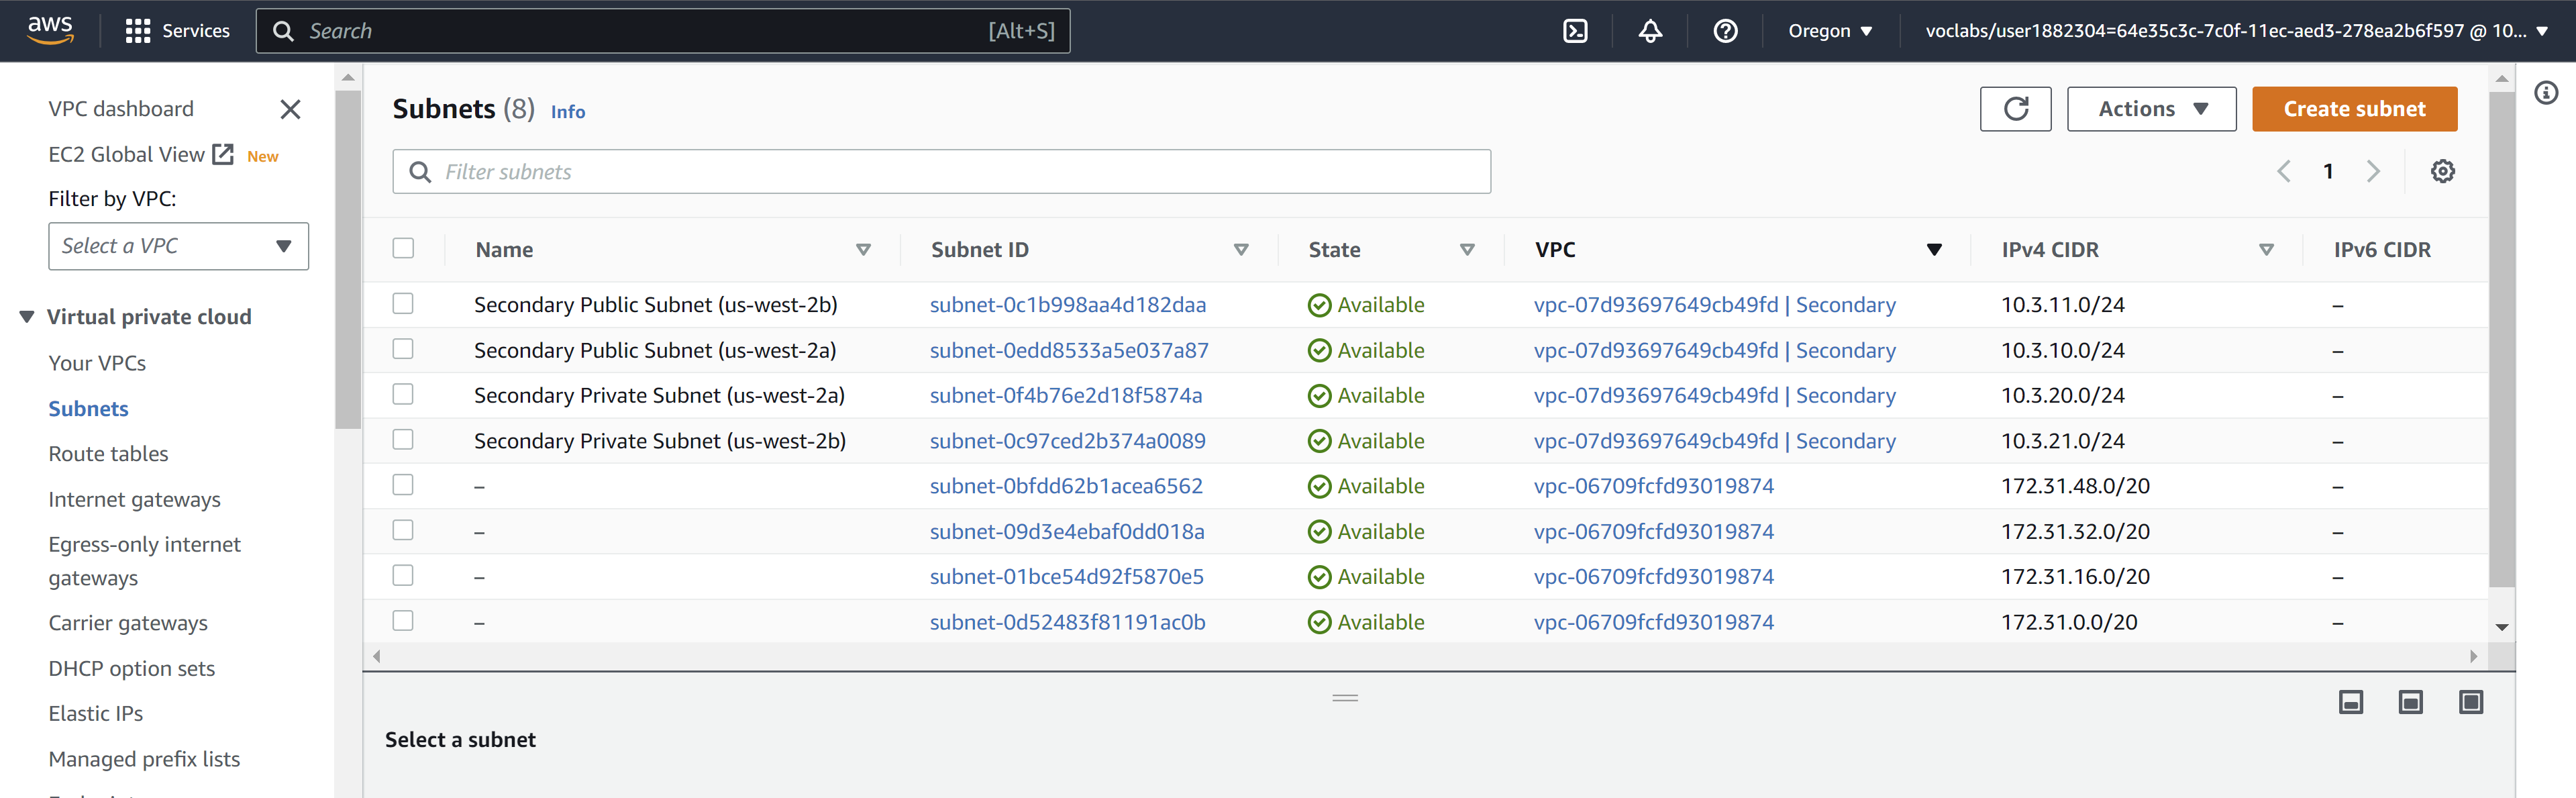 aws
Services
Search
[Alt+S]
Oregon
voclabs/user1882304=64e35c3c-7c0f-11ec-aed3-278ea2b6f597 @ 10...
VPC dashboard
EC2 Global View New
Filter by VPC:
Select a VPC
Virtual private cloud
Your VPCs
Subnets
Route tables
Internet gateways
Egress-only internet
gateways
Carrier gateways
DHCP option sets
Elastic IPs
Managed prefix lists
Subnets (8) Info
Actions
Create subnet
Filter subnets
1
Name Subnet ID State VPC IPv4 CIDR IPv6 CIDR
Secondary Public Subnet (us-west-2b) subnet-0c1b998aa4d182daa Available vpc-07d93697649cb49fd | Secondary 10.3.11.0/24 –
Secondary Public Subnet (us-west-2a) subnet-0edd8533a5e037a87 Available vpc-07d93697649cb49fd | Secondary 10.3.10.0/24 –
Secondary Private Subnet (us-west-2a) subnet-0f4b76e2d18f5874a Available vpc-07d93697649cb49fd | Secondary 10.3.20.0/24 –
Secondary Private Subnet (us-west-2b) subnet-0c97ced2b374a0089 Available vpc-07d93697649cb49fd | Secondary 10.3.21.0/24 –
– subnet-0bfdd62b1acea6562 Available vpc-06709fcfd93019874 172.31.48.0/20 –
– subnet-09d3e4ebaf0dd018a Available vpc-06709fcfd93019874 172.31.32.0/20 –
– subnet-01bce54d92f5870e5 Available vpc-06709fcfd93019874 172.31.16.0/20 –
– subnet-0d52483f81191ac0b Available vpc-06709fcfd93019874 172.31.0.0/20 –
Select a subnet